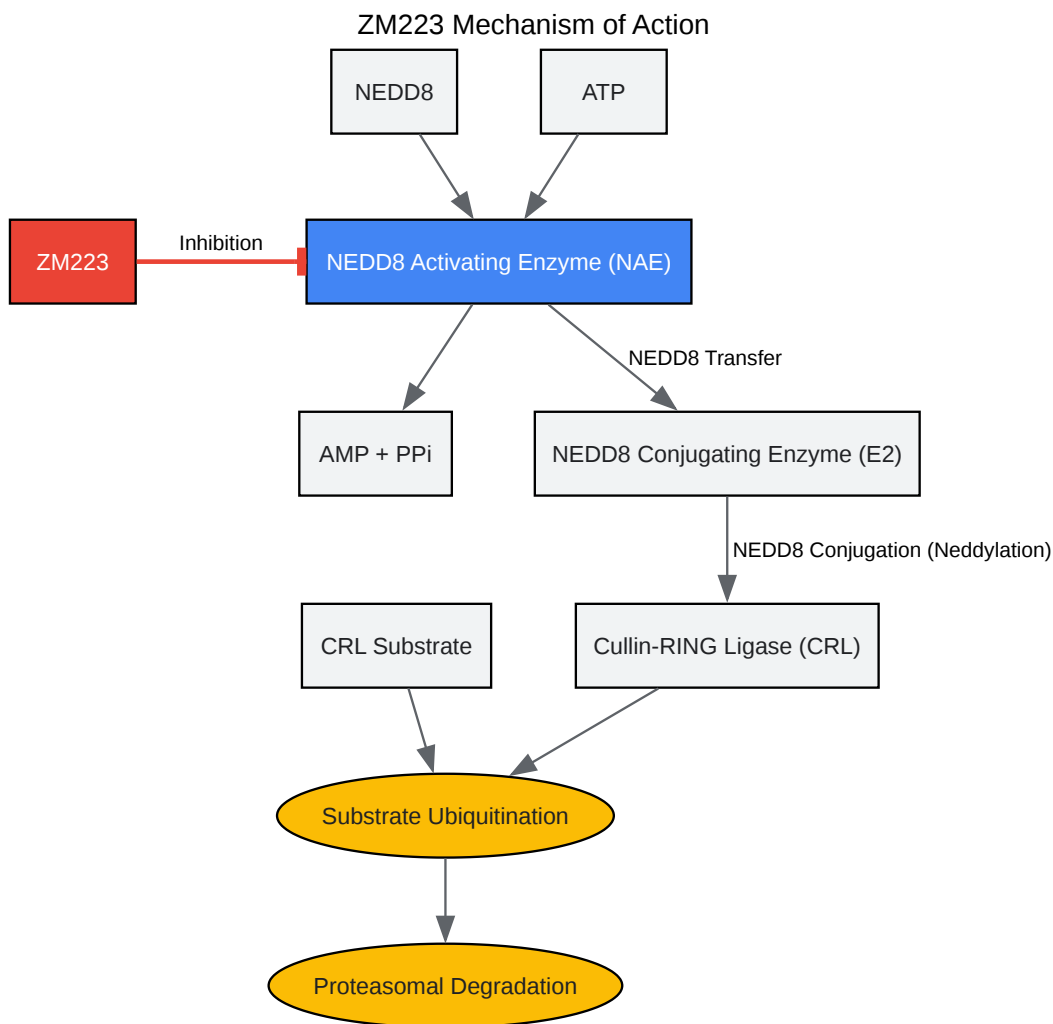 ZM223 Mechanism of Action
NEDD8
ATP
ZM223
Inhibition
NEDD8 Activating Enzyme (NAE)
NEDD8 Transfer
AMP + PPi
NEDD8 Conjugating Enzyme (E2)
NEDD8 Conjugation (Neddylation)
CRL Substrate
Cullin-RING Ligase (CRL)
Substrate Ubiquitination
Proteasomal Degradation